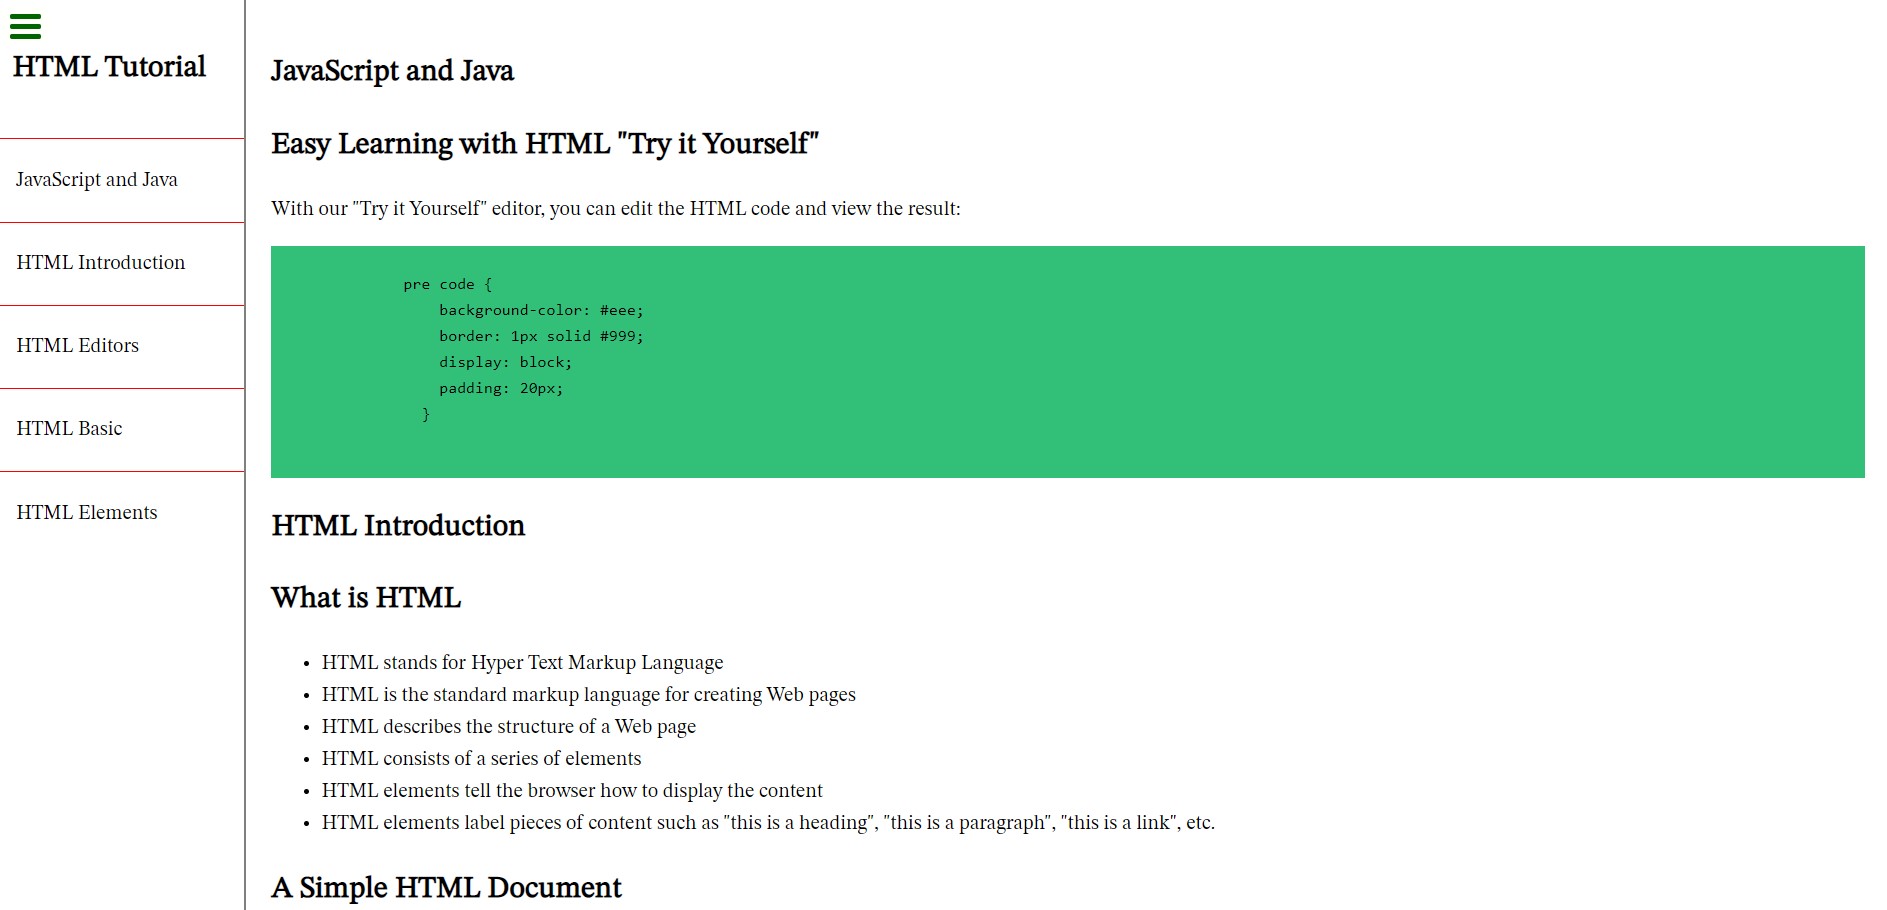 HTML Tutorial
JavaScript and Java
HTML Introduction
HTML Editors
HTML Basic
HTML Elements
JavaScript and Java
Easy Learning with HTML "Try it Yourself"
With our "Try it Yourself" editor, you can edit the HTML code and view the result:
pre code {
background-color: #eee;
border: 1px solid #999;
display: block;
padding: 20px;
}
HTML Introduction
What is HTML
• HTML stands for Hyper Text Markup Language
• HTML is the standard markup language for creating Web pages
• HTML describes the structure of a Web page
• HTML consists of a series of elements
• HTML elements tell the browser how to display the content
• HTML elements label pieces of content such as "this is a heading", "this is a paragraph", "this is a link", etc.
A Simple HTML Document